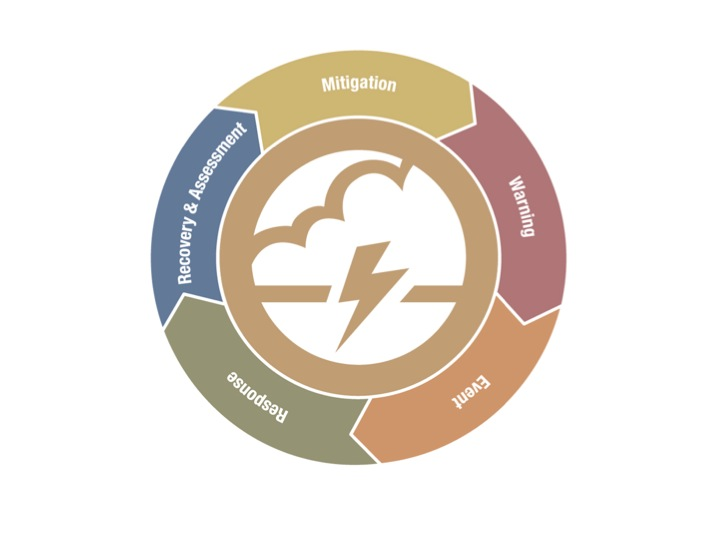 Mitigation
Warning
Event
Response
Recovery & Assessment